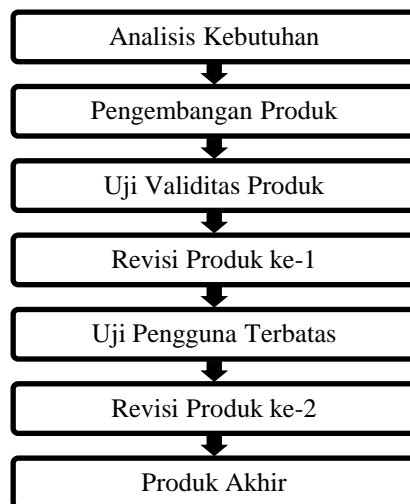 Analisis Kebutuhan
Pengembangan Produk
Uji Validitas Produk
Revisi Produk ke-1
Uji Pengguna Terbatas
Revisi Produk ke-2
Produk Akhir